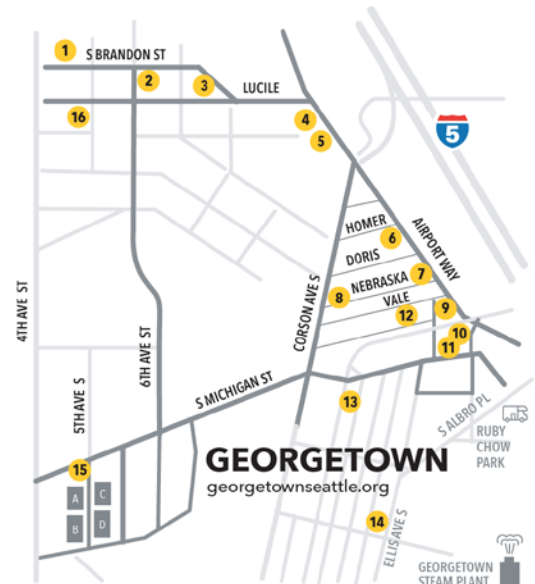 1
S BRANDON ST
2
3
LUCILE
16
4
5
5
HOMER
6
AIRPORT WAY
DORIS
7
NEBRASKA
8
VALE
9
12
10
11
4TH AVE ST
6TH AVE ST
CORSON AVE S
5TH AVE S
S MICHIGAN ST
13
S ALBRO PL
RUBY
CHOW
PARK
GEORGETOWN
georgetownseattle.org
15
A
C
B
D
14
ELLIS AVE S
GEORGETOWN
STEAM PLANT